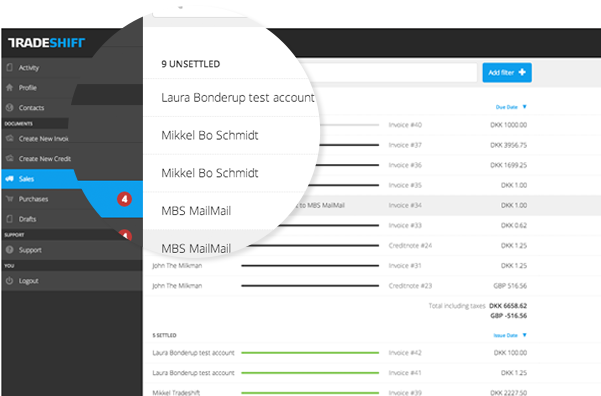 TRADESHIFT
Activity
Profile
Contacts
DOCUMENTS
Create New Invoi
Create New Credit
Sales
Purchases
4
Drafts
4
SUPPORT
Support
YOU
Logout
Add filter
9 UNSETTLED
Due Date
Laura Bonderup test account Invoice #40 DKK 1000.00
Mikkel Bo Schmidt Invoice #37 DKK 3956.75
Invoice #36 DKK 1699.25
Mikkel Bo Schmidt Invoice #35 DKK 1.00
MBS MailMail to MBS MailMail Invoice #34 DKK 1.00
Invoice #33 DKK 0.62
MBS MailMail Creditnote #24 DKK 1.25
John The Milkman Invoice #31 DKK 1.25
John The Milkman Creditnote #23 GBP 516.56
Total including taxes DKK 6658.62
GBP -516.56
5 SETTLED Issue Date
Laura Bonderup test account Invoice #42 DKK 100.00
Laura Bonderup test account Invoice #41 DKK 1.25
Mikkel Tradeshift Invoice #39 DKK 2227.50